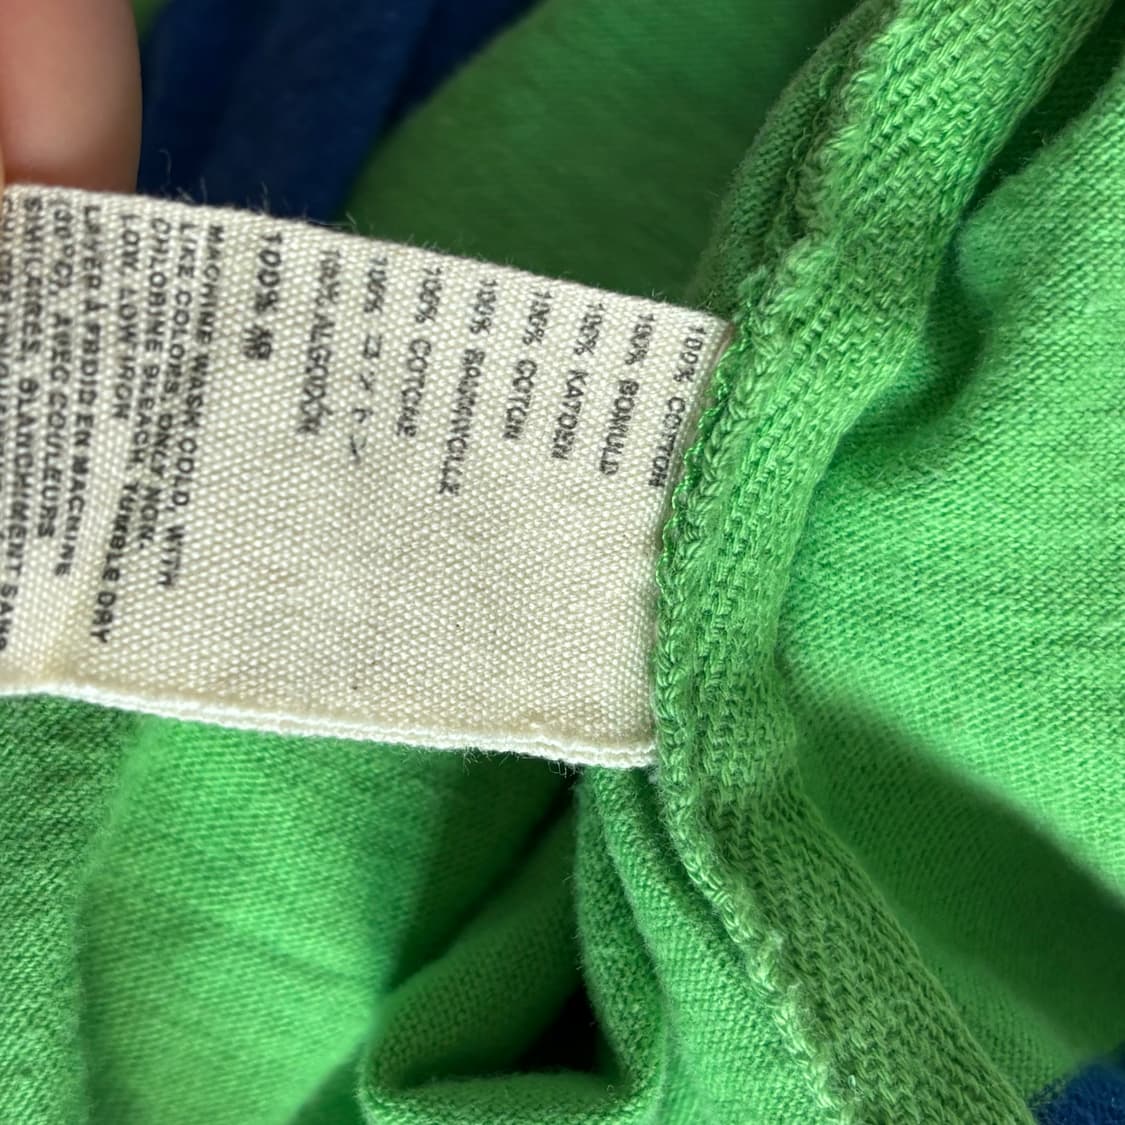 100% COTTON
100% BOMULD
100% KATOEN
100% COTON
100% BAUMWOLLE
100% COTONE
100% コットン
100% ALGODÓN
100% 棉
MACHINE WASH COLD, WITH
LIKE COLORS. ONLY NON-
CHLORINE BLEACH. TUMBLE DRY
LOW. LOW IRON
LAVER À FROID EN MACHINE
(30°C), AVEC COULEURS
SIMILAIRES. BLANCHIMENT SANS